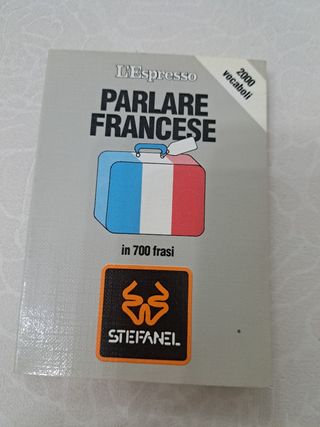 L'Espresso
2000
vocaboli
PARLARE
FRANCESE
in 700 frasi
STEFANEL